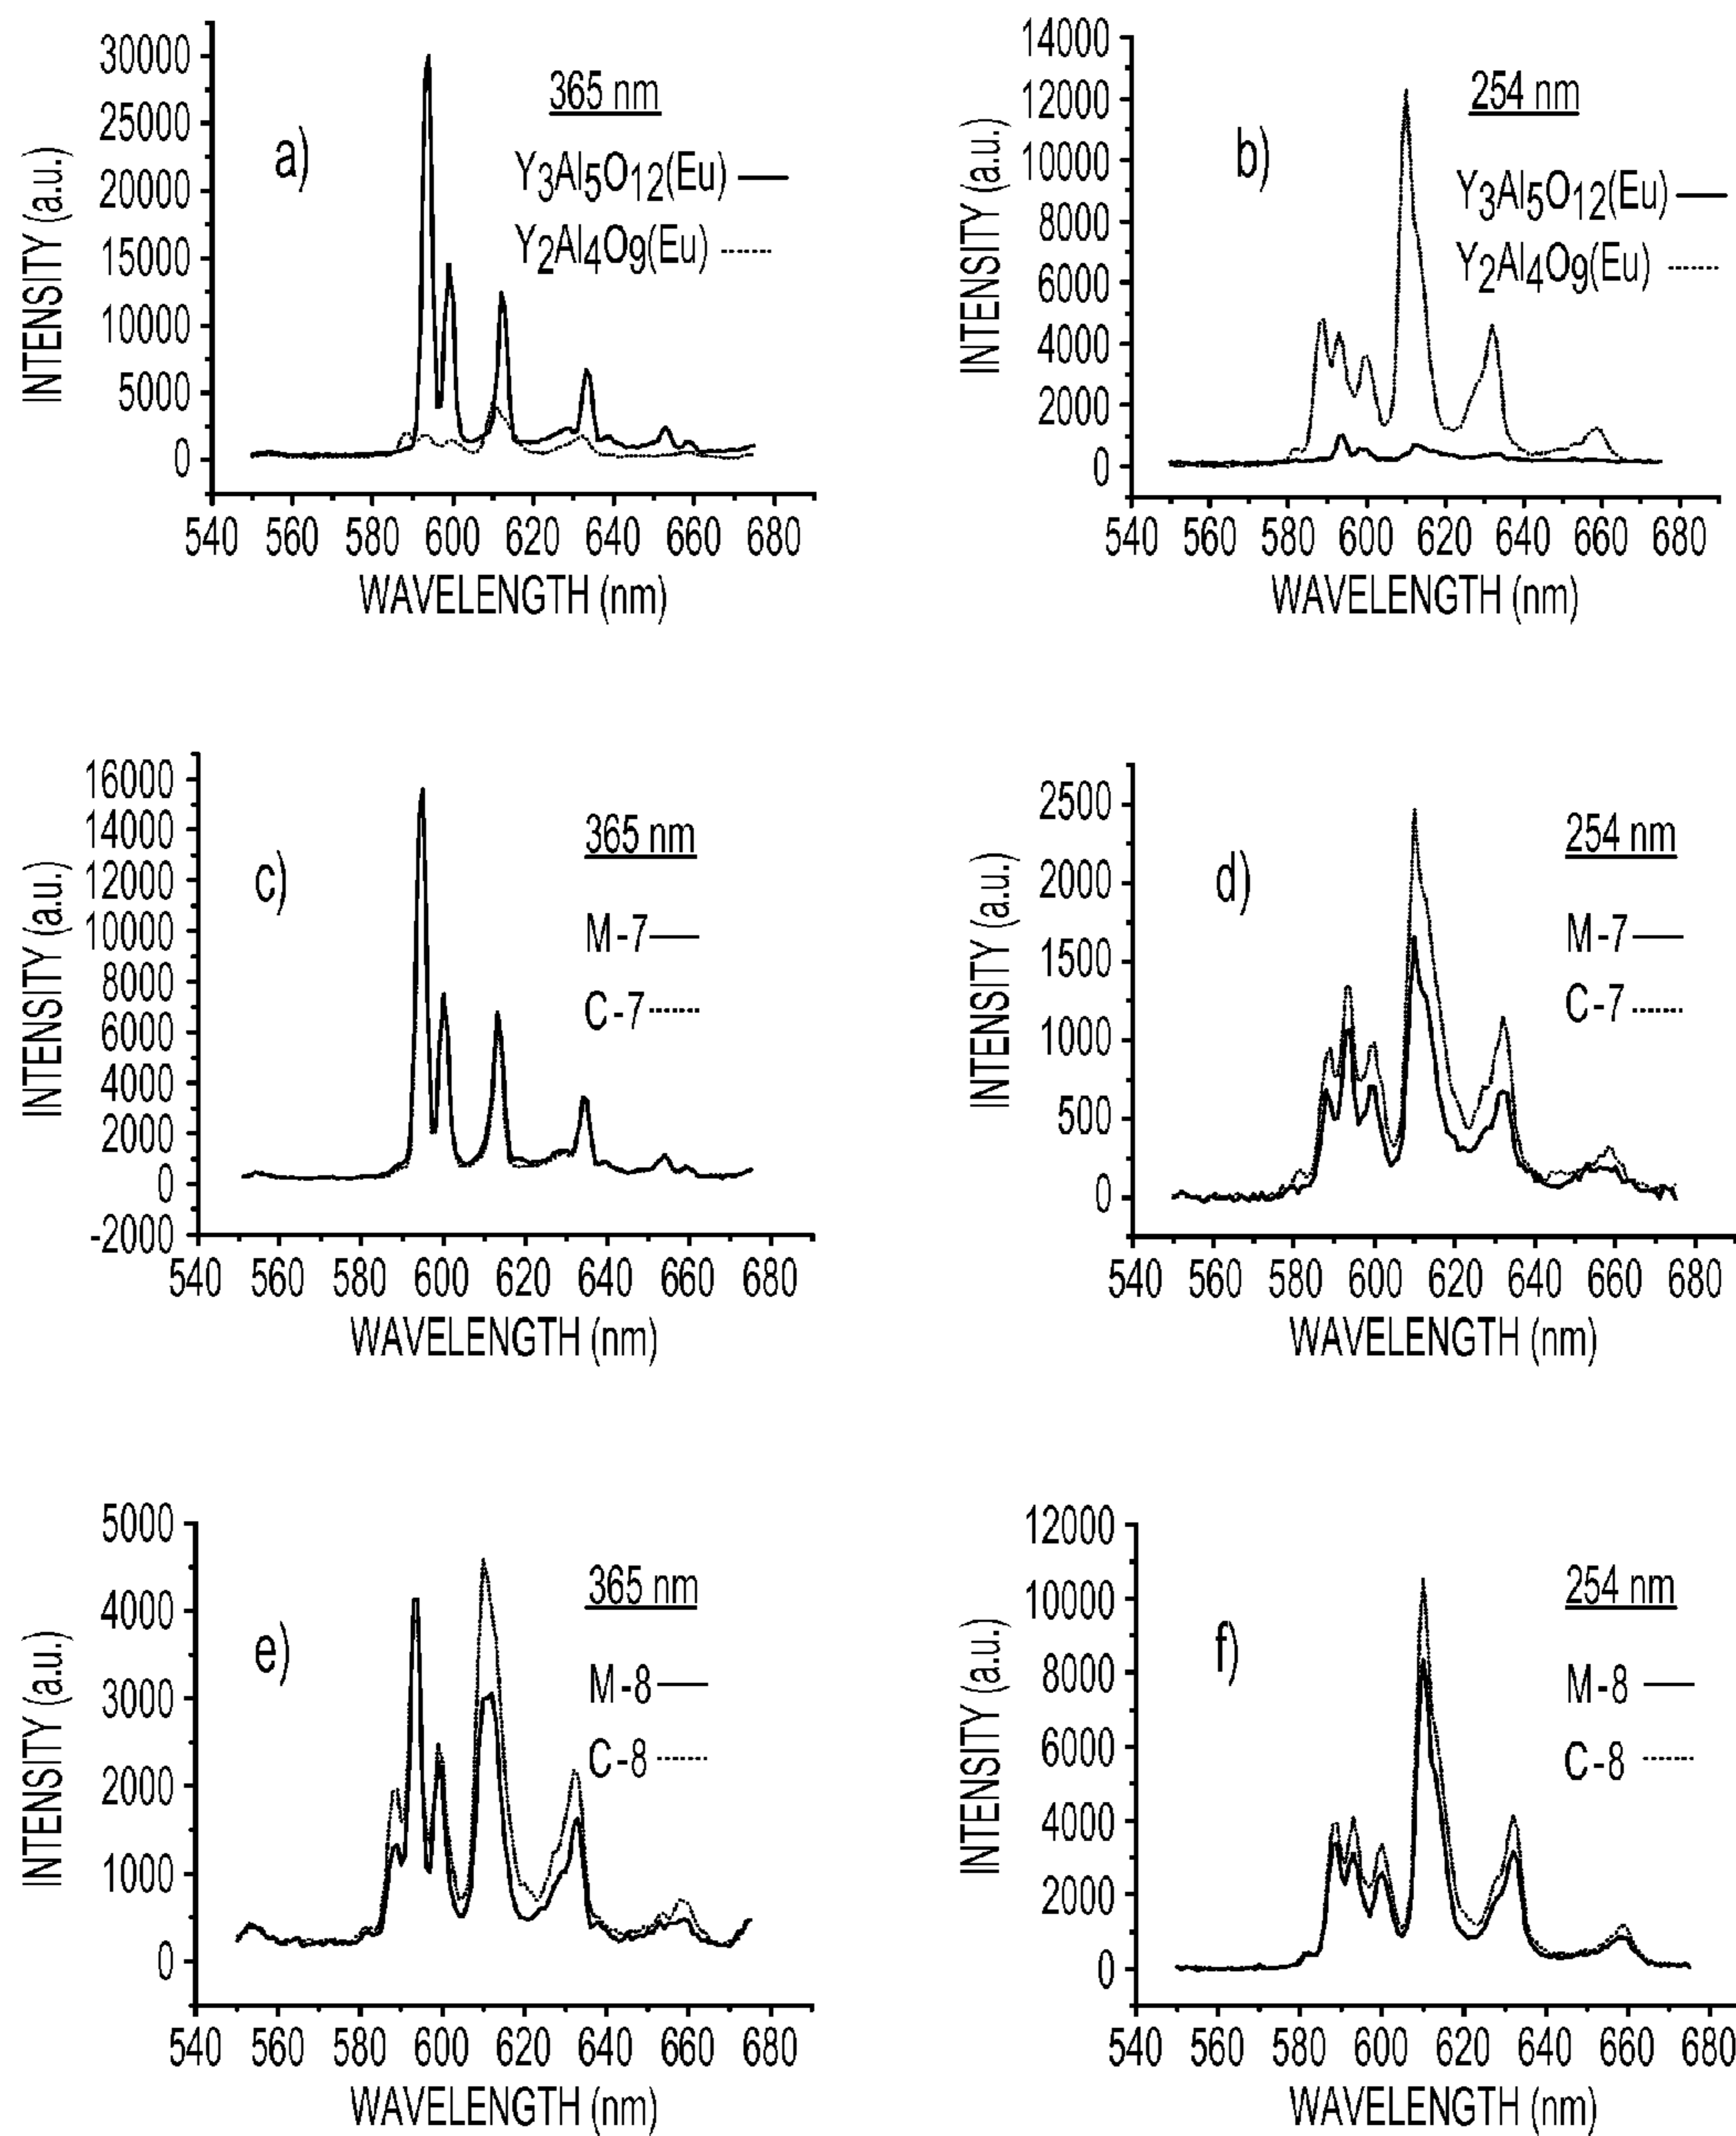 a)
365 nm
Y3Al5O12(Eu)
Y2Al4O9(Eu)
INTENSITY (a.u.)
30000
25000
20000
15000
10000
5000
0
540 560 580 600 620 640 660 680
WAVELENGTH (nm)
b)
254 nm
Y3Al5O12(Eu)
Y2Al4O9(Eu)
INTENSITY (a.u.)
14000
12000
10000
8000
6000
4000
2000
0
540 560 580 600 620 640 660 680
WAVELENGTH (nm)
c)
365 nm
M-7
C-7
INTENSITY (a.u.)
16000
14000
12000
10000
8000
6000
4000
2000
0
-2000
540 560 580 600 620 640 660 680
WAVELENGTH (nm)
d)
254 nm
M-7
C-7
INTENSITY (a.u.)
2500
2000
1500
1000
500
0
540 560 580 600 620 640 660 680
WAVELENGTH (nm)
e)
365 nm
M-8
C-8
INTENSITY (a.u.)
5000
4000
3000
2000
1000
0
540 560 580 600 620 640 660 680
WAVELENGTH (nm)
f)
254 nm
M-8
C-8
INTENSITY (a.u.)
12000
10000
8000
6000
4000
2000
0
540 560 580 600 620 640 660 680
WAVELENGTH (nm)